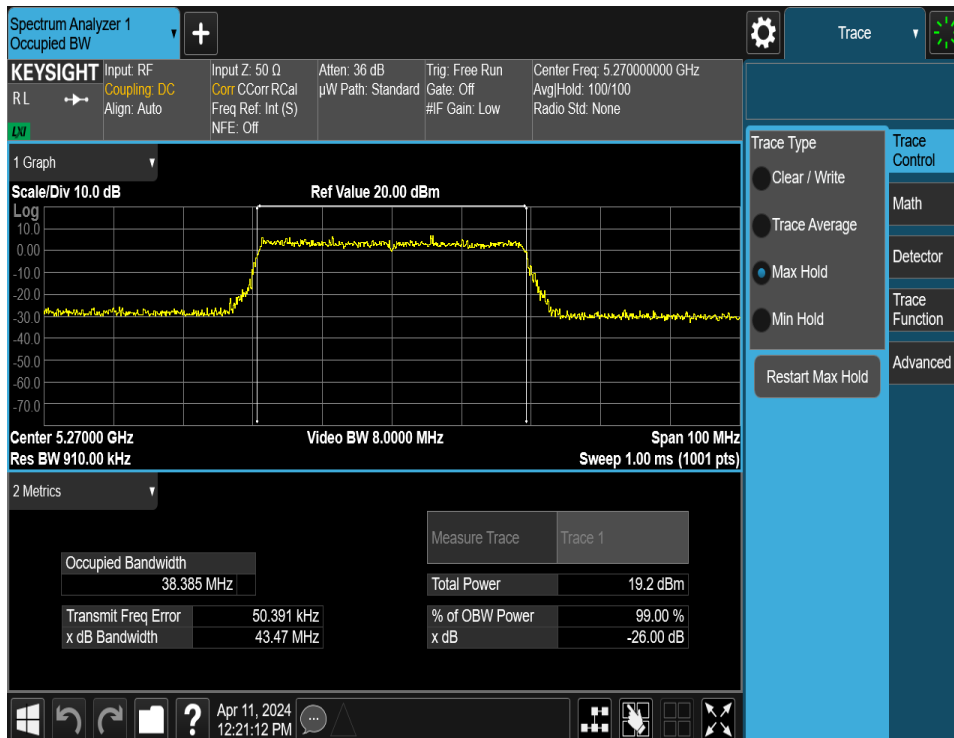 Spectrum Analyzer 1
Occupied BW
+
Trace
KEYSIGHT
RL
LXI
Input: RF
Coupling: DC
Align: Auto
Input Z: 50 Ω
Corr CCorr RCal
Freq Ref: Int (S)
NFE: Off
Atten: 36 dB
µW Path: Standard
Trig: Free Run
Gate: Off
#IF Gain: Low
Center Freq: 5.270000000 GHz
Avg|Hold: 100/100
Radio Std: None
1 Graph
Scale/Div 10.0 dB
Ref Value 20.00 dBm
Log
10.0
0.00
-10.0
-20.0
-30.0
-40.0
-50.0
-60.0
-70.0
Center 5.27000 GHz
Video BW 8.0000 MHz
Span 100 MHz
Res BW 910.00 kHz
Sweep 1.00 ms (1001 pts)
2 Metrics
Measure Trace
Trace 1
Occupied Bandwidth
38.385 MHz
Total Power
19.2 dBm
Transmit Freq Error
50.391 kHz
% of OBW Power
99.00 %
x dB Bandwidth
43.47 MHz
x dB
-26.00 dB
Trace Type
Clear / Write
Trace Average
Max Hold
Min Hold
Restart Max Hold
Trace
Control
Math
Detector
Trace
Function
Advanced
?
Apr 11, 2024
12:21:12 PM